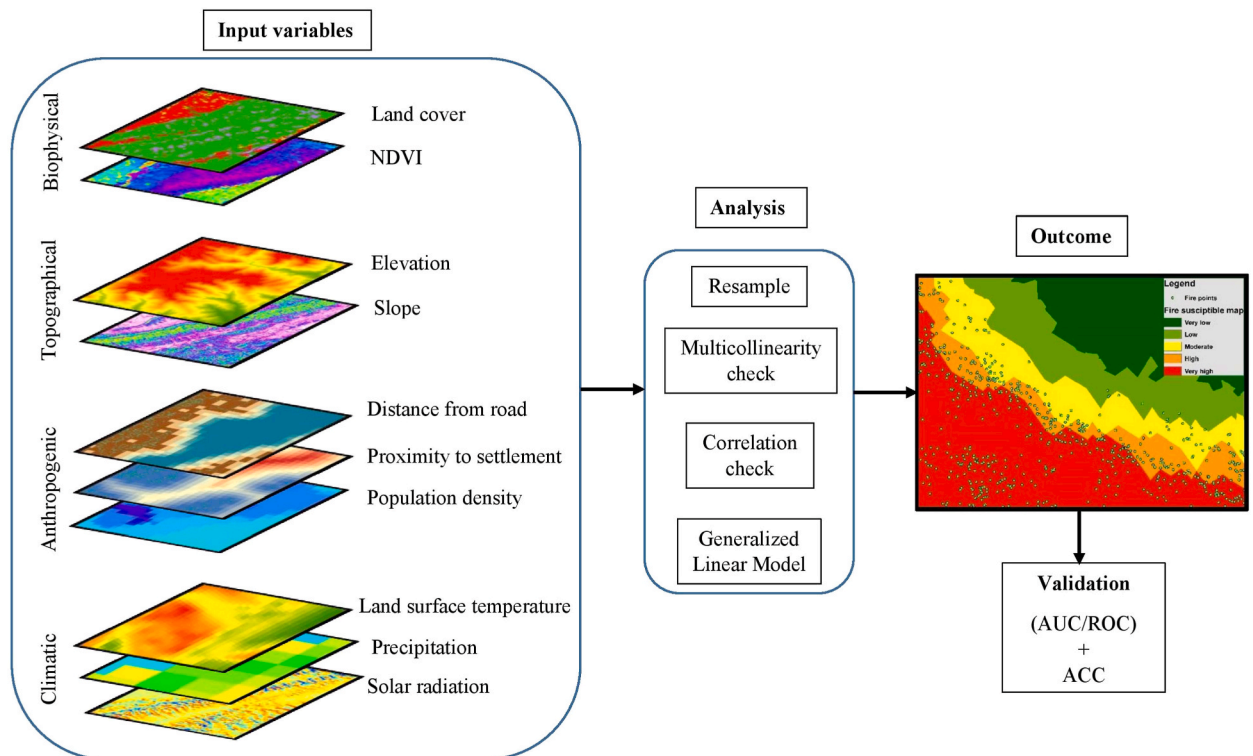 Input variables
Biophysical
Land cover
NDVI
Topographical
Elevation
Slope
Anthropogenic
Distance from road
Proximity to settlement
Population density
Climatic
Land surface temperature
Precipitation
Solar radiation
Analysis
Resample
Multicollinearity
check
Correlation
check
Generalized
Linear Model
Outcome
Legend
Fire points
Fire susciptible map
Very low
Low
Moderate
High
Very high
Validation
(AUC/ROC)
+
ACC